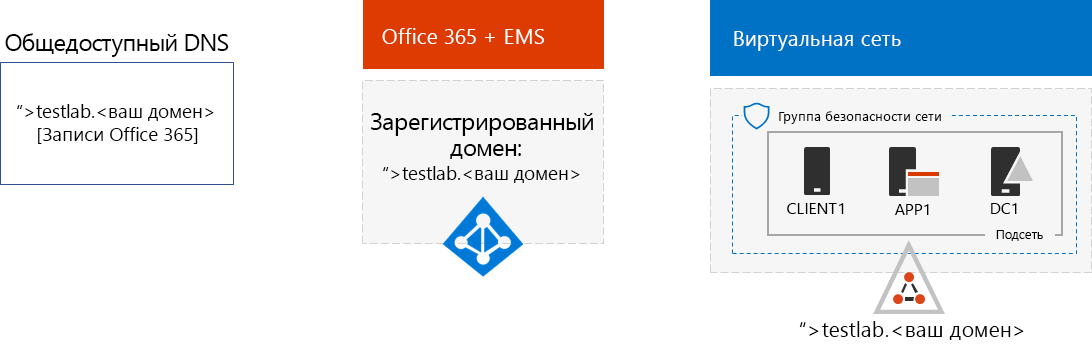 Общедоступный DNS
“>testlab.<ваш домен>
[Записи Office 365]
Office 365 + EMS
Зарегистрированный
домен:
“>testlab.<ваш домен>
Виртуальная сеть
Группа безопасности сети
CLIENT1
APP1
DC1
Подсеть
“>testlab.<ваш домен>